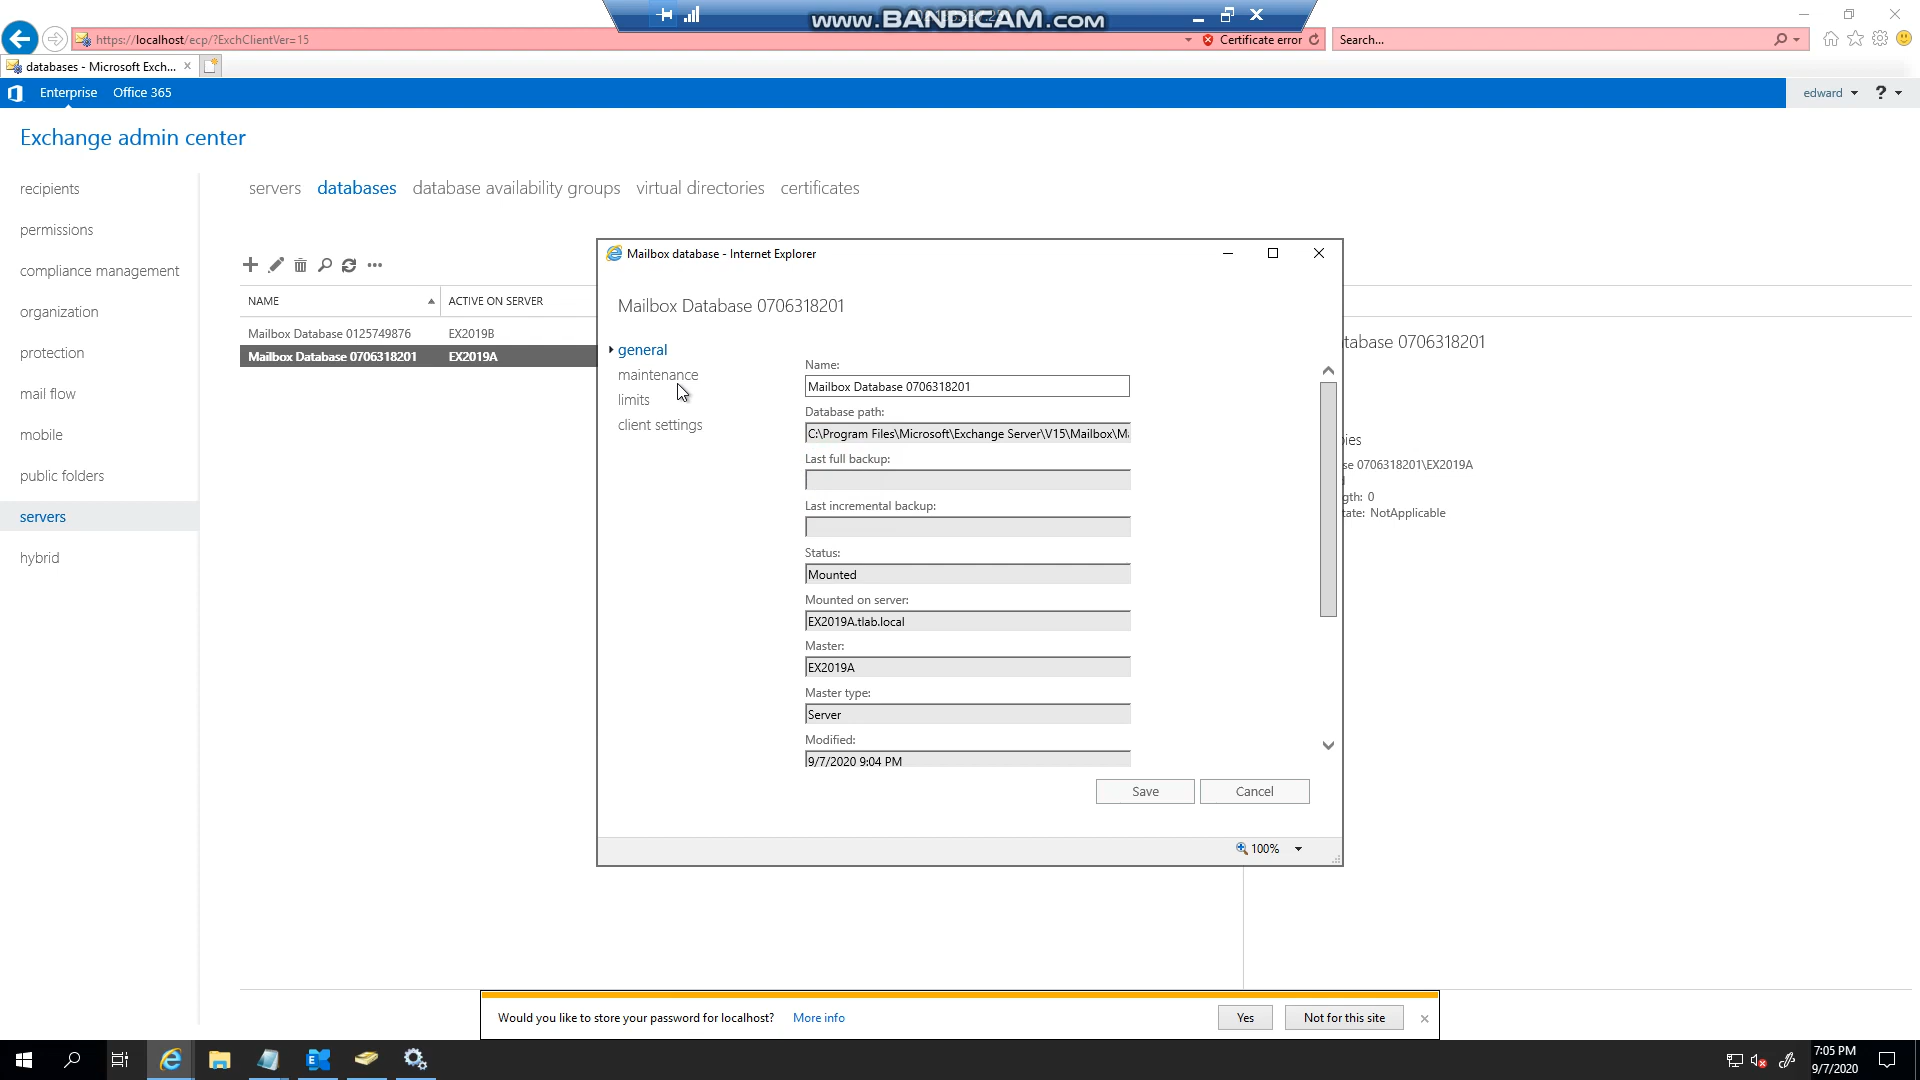 www.BANDICAM.com
https://localhost/ecp/?ExchClientVer=15
Certificate error
Search...
databases - Microsoft Exch...
Enterprise
Office 365
edward
?
Exchange admin center
recipients
permissions
compliance management
organization
protection
mail flow
mobile
public folders
servers
hybrid
servers
databases
database availability groups
virtual directories
certificates
NAME
ACTIVE ON SERVER
Mailbox Database 0125749876
EX2019B
Mailbox Database 0706318201
EX2019A
Mailbox database - Internet Explorer
Mailbox Database 0706318201
general
maintenance
limits
client settings
Name:
Mailbox Database 0706318201
Database path:
C:\Program Files\Microsoft\Exchange Server\V15\Mailbox\M
Last full backup:
Last incremental backup:
Status:
Mounted
Mounted on server:
EX2019A.tlab.local
Master:
EX2019A
Master type:
Server
Modified:
9/7/2020 9:04 PM
Save
Cancel
100%
tabase 0706318201
ies
se 0706318201\EX2019A
gth: 0
tate: NotApplicable
Would you like to store your password for localhost?
More info
Yes
Not for this site
7:05 PM
9/7/2020